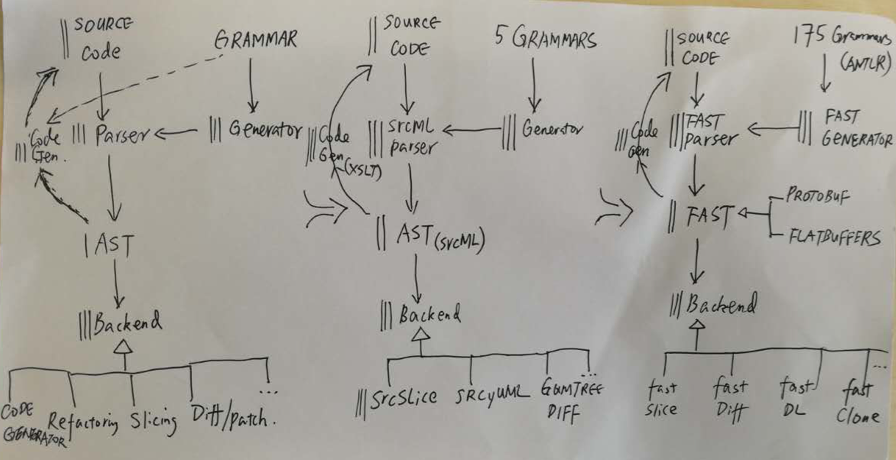 SOURCE
Code
GRAMMAR
Code
Gen.
Parser
Generator
AST
Backend
CODE
GENERATOR
Refactoring
Slicing
Diff/patch.
...
SOURCE
CODE
5 GRAMMARS
Code
Gen
(XSLT)
srcML
parser
Generator
AST (srcML)
Backend
SrcSlice
SRCyUML
GUMTREE
DIFF
...
SOURCE
CODE
175 Grammars
(ANTLR)
Code
Gen
FAST
Parser
FAST
GENERATOR
FAST
PROTOBUF
FLATBUFFERS
Backend
fast
Slice
fast
Diff
fast
DL
fast
Clone
...